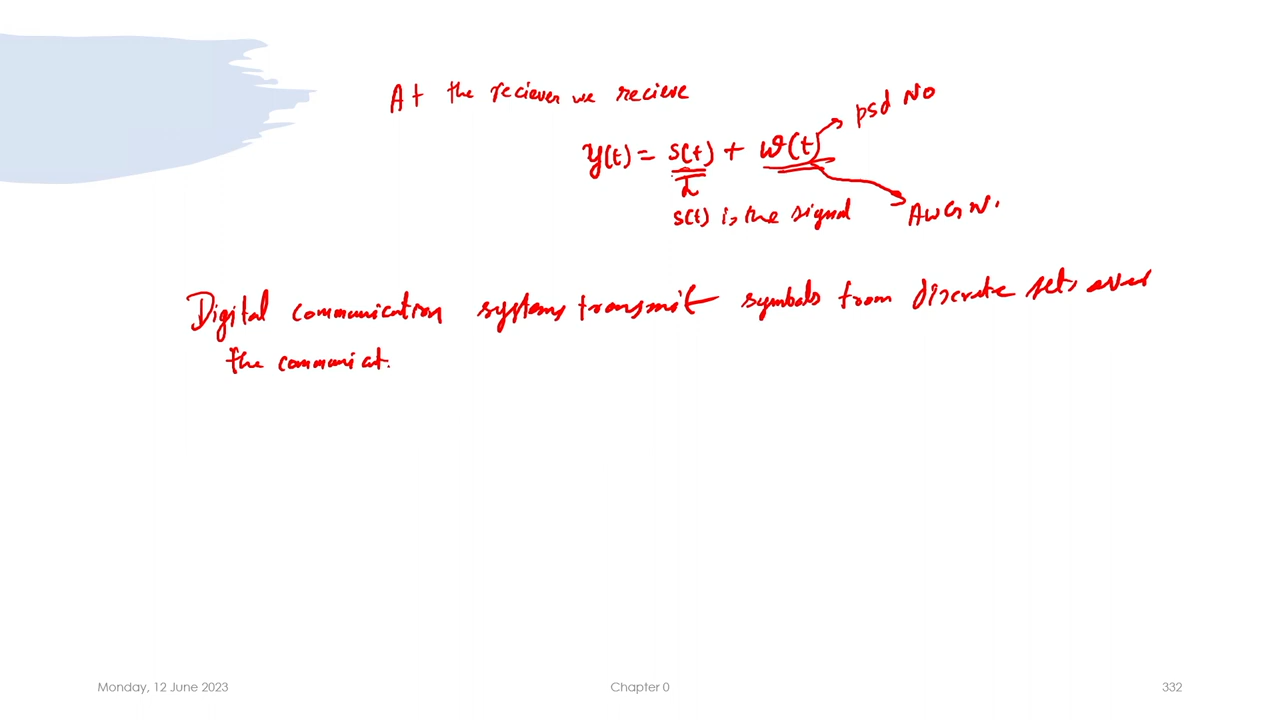 At the reciever we recieve
psd No
y(t) = s(t) + w(t)
s(t) is the signal
AWGN.
Digital communication systems transmit symbols from discrete sets over
the communicat.
Monday, 12 June 2023
Chapter 0
332